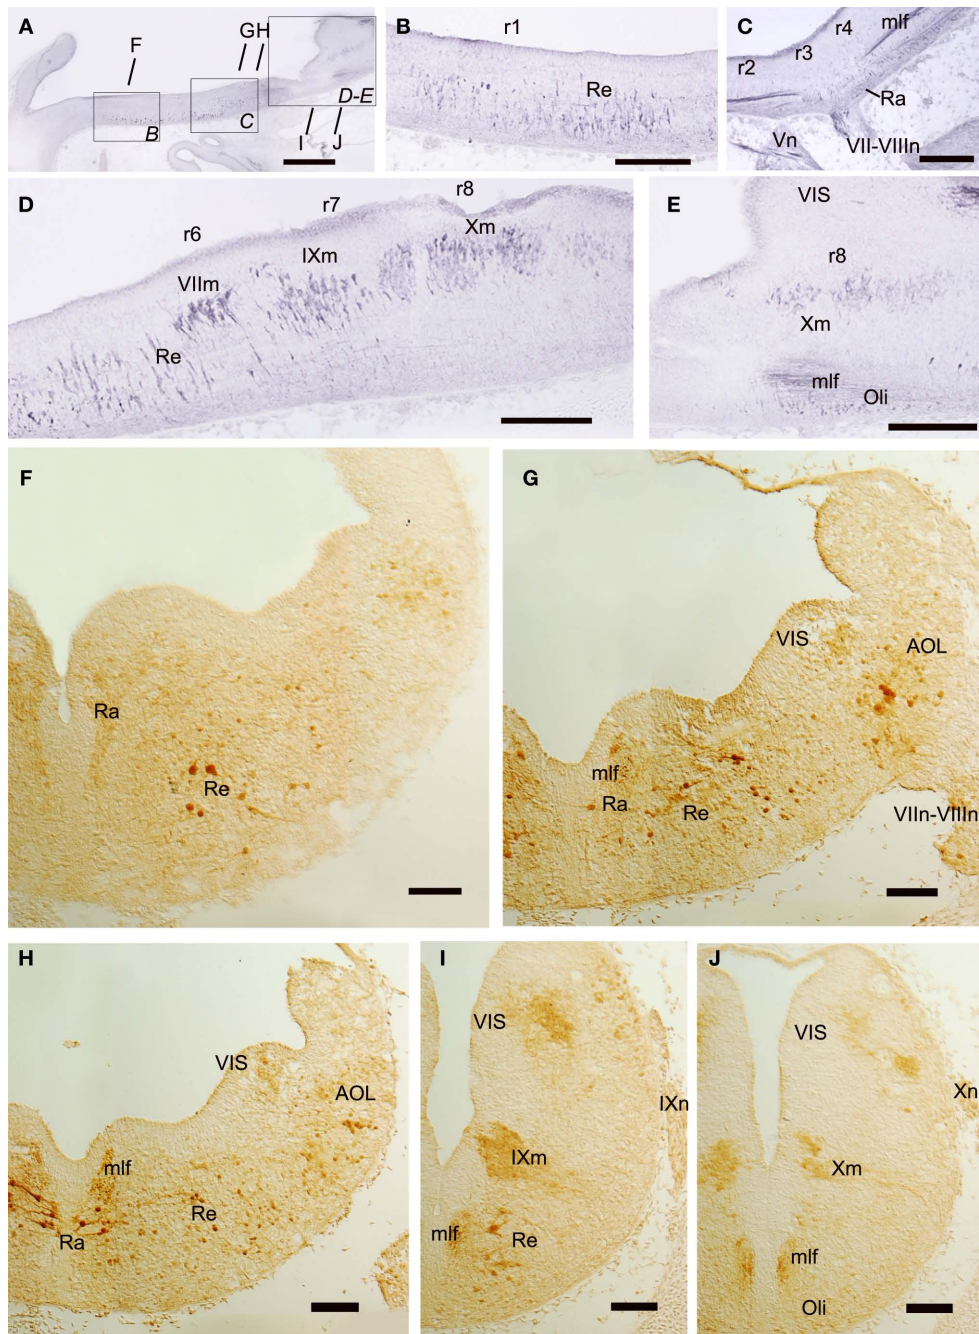 A
F
GH
B
C
D-E
I
J
B
r1
Re
C
r4
mlf
r3
r2
Ra
Vn
VII-VIIIn
D
r8
r7
Xm
r6
IXm
VIIm
Re
E
VIS
r8
Xm
mlf
Oli
F
Ra
Re
G
VIS
AOL
mlf
Ra
Re
VIIn-VIIIn
H
VIS
AOL
mlf
Re
Ra
I
VIS
IXn
IXm
mlf
Re
J
VIS
Xn
Xm
mlf
Oli